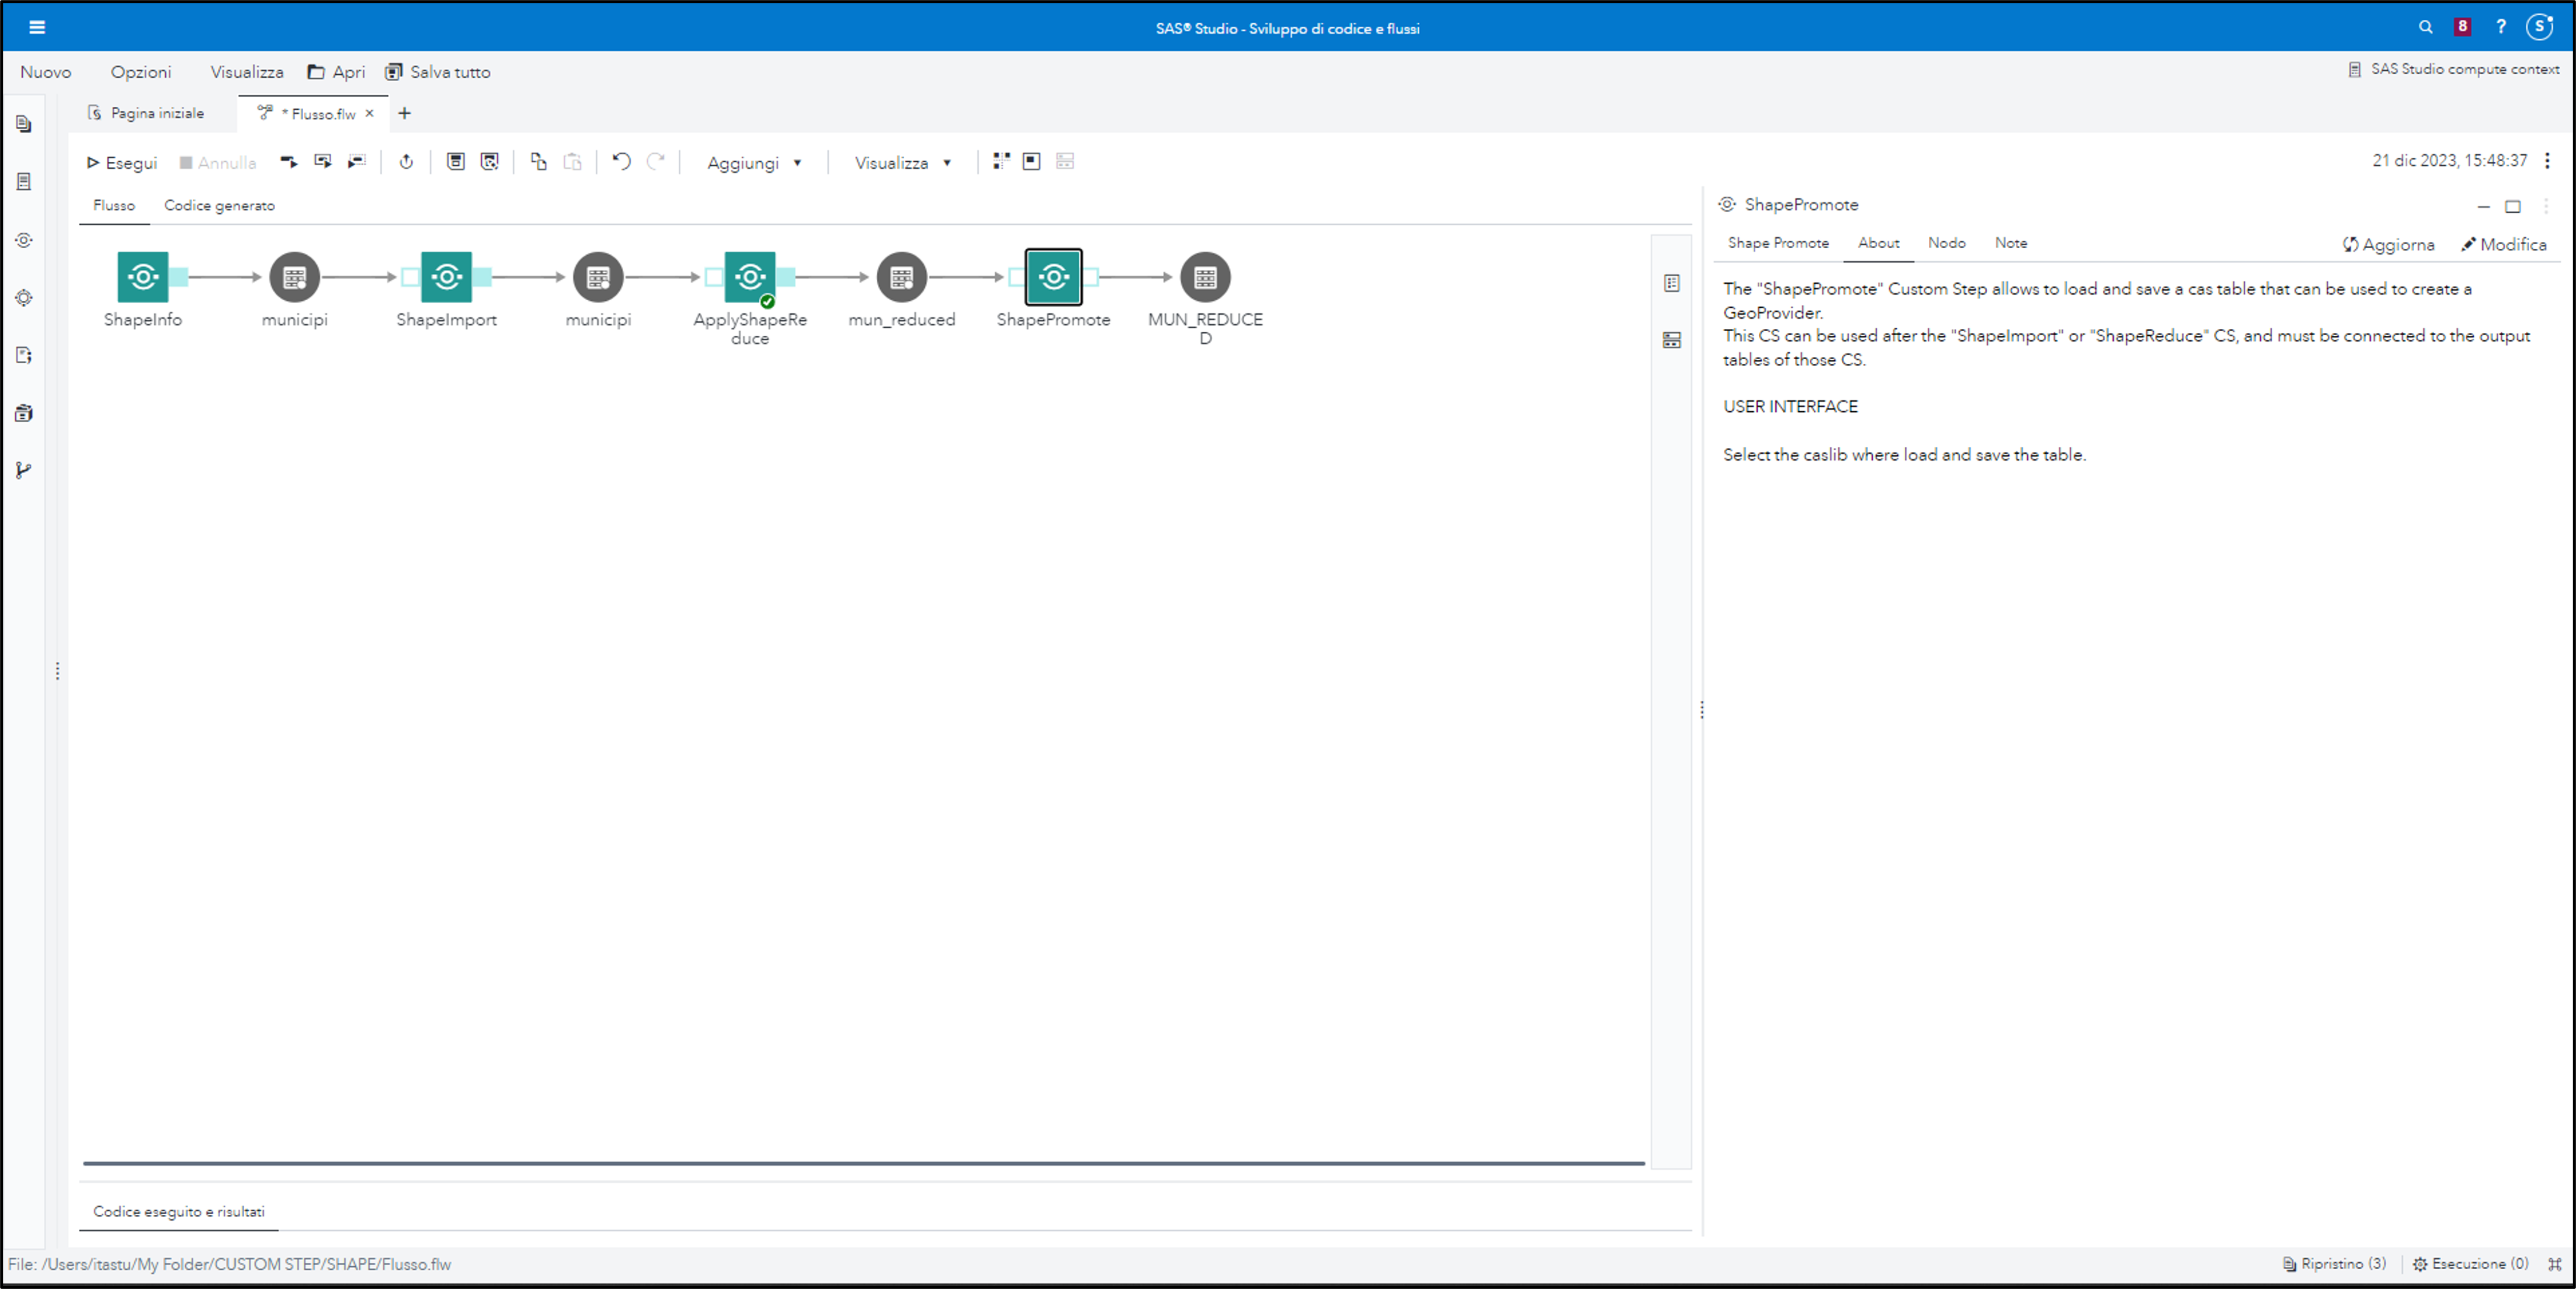 SAS® Studio - Sviluppo di codice e flussi
8
?
S
Nuovo Opzioni Visualizza Apri Salva tutto
SAS Studio compute context
Pagina iniziale
* Flusso.flw × +
Esegui Annulla Aggiungi Visualizza
21 dic 2023, 15:48:37
Flusso Codice generato
ShapeInfo
municipi
ShapeImport
municipi
ApplyShapeRe
duce
mun_reduced
ShapePromote
MUN_REDUCE
D
ShapePromote
Shape Promote About Nodo Note
Aggiorna Modifica
The "ShapePromote" Custom Step allows to load and save a cas table that can be used to create a
GeoProvider.
This CS can be used after the "ShapeImport" or "ShapeReduce" CS, and must be connected to the output
tables of those CS.
USER INTERFACE
Select the caslib where load and save the table.
Codice eseguito e risultati
File: /Users/itastu/My Folder/CUSTOM STEP/SHAPE/Flusso.flw
Ripristino (3) Esecuzione (0)